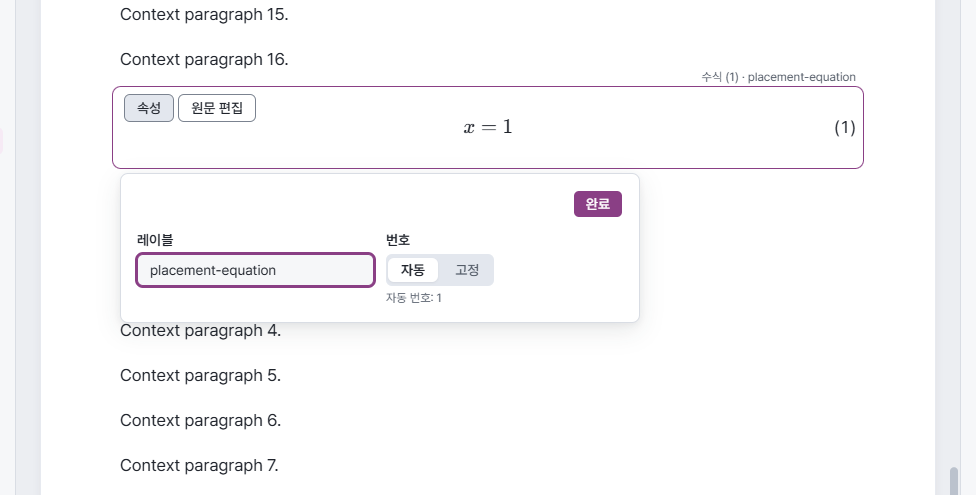 Context paragraph 15.
Context paragraph 16.
수식 (1) · placement-equation
속성 원문 편집
x = 1 (1)
완료
레이블 번호
placement-equation 자동 고정
자동 번호: 1
Context paragraph 4.
Context paragraph 5.
Context paragraph 6.
Context paragraph 7.